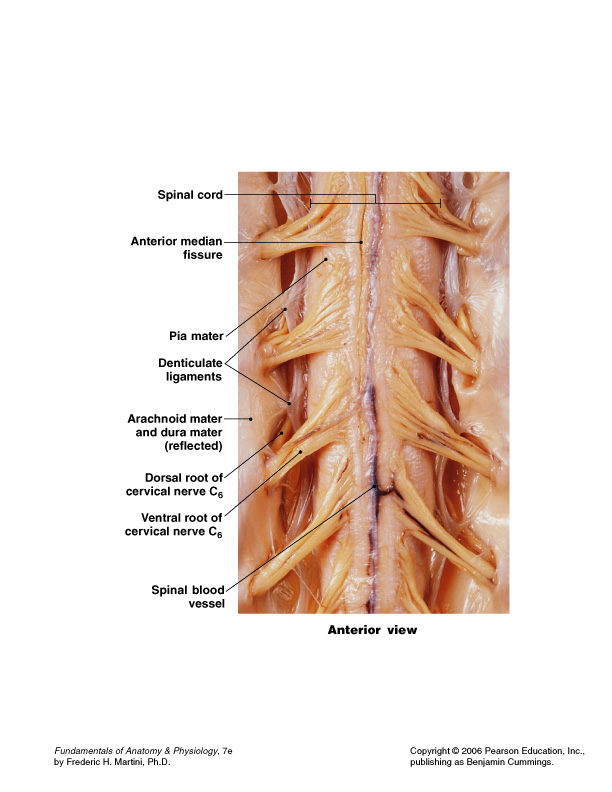 Spinal cord
Anterior median
fissure
Pia mater
Denticulate
ligaments
Arachnoid mater
and dura mater
(reflected)
Dorsal root of
cervical nerve C6
Ventral root of
cervical nerve C6
Spinal blood
vessel
Anterior view
Fundamentals of Anatomy & Physiology, 7e
by Frederic H. Martini, Ph.D.
Copyright © 2006 Pearson Education, Inc.,
publishing as Benjamin Cummings.